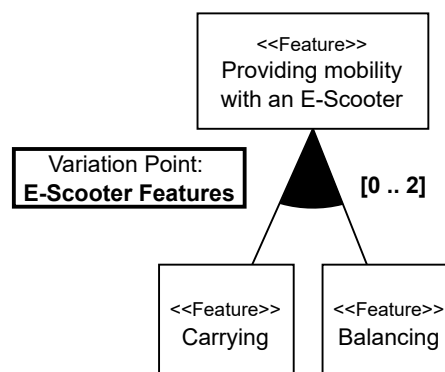 <<Feature>>
Providing mobility
with an E-Scooter
Variation Point:
E-Scooter Features
[0 .. 2]
<<Feature>>
Carrying
<<Feature>>
Balancing